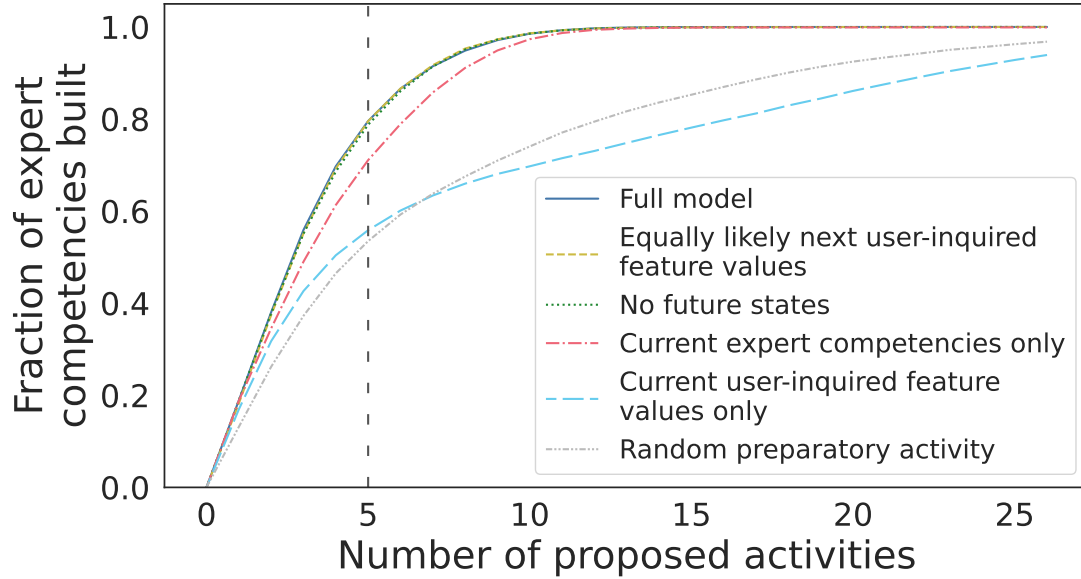 Fraction of expert
competencies built
1.0
0.8
0.6
0.4
0.2
0.0
Full model
Equally likely next user-inquired
feature values
No future states
Current expert competencies only
Current user-inquired feature
values only
Random preparatory activity
0
5
10
15
20
25
Number of proposed activities